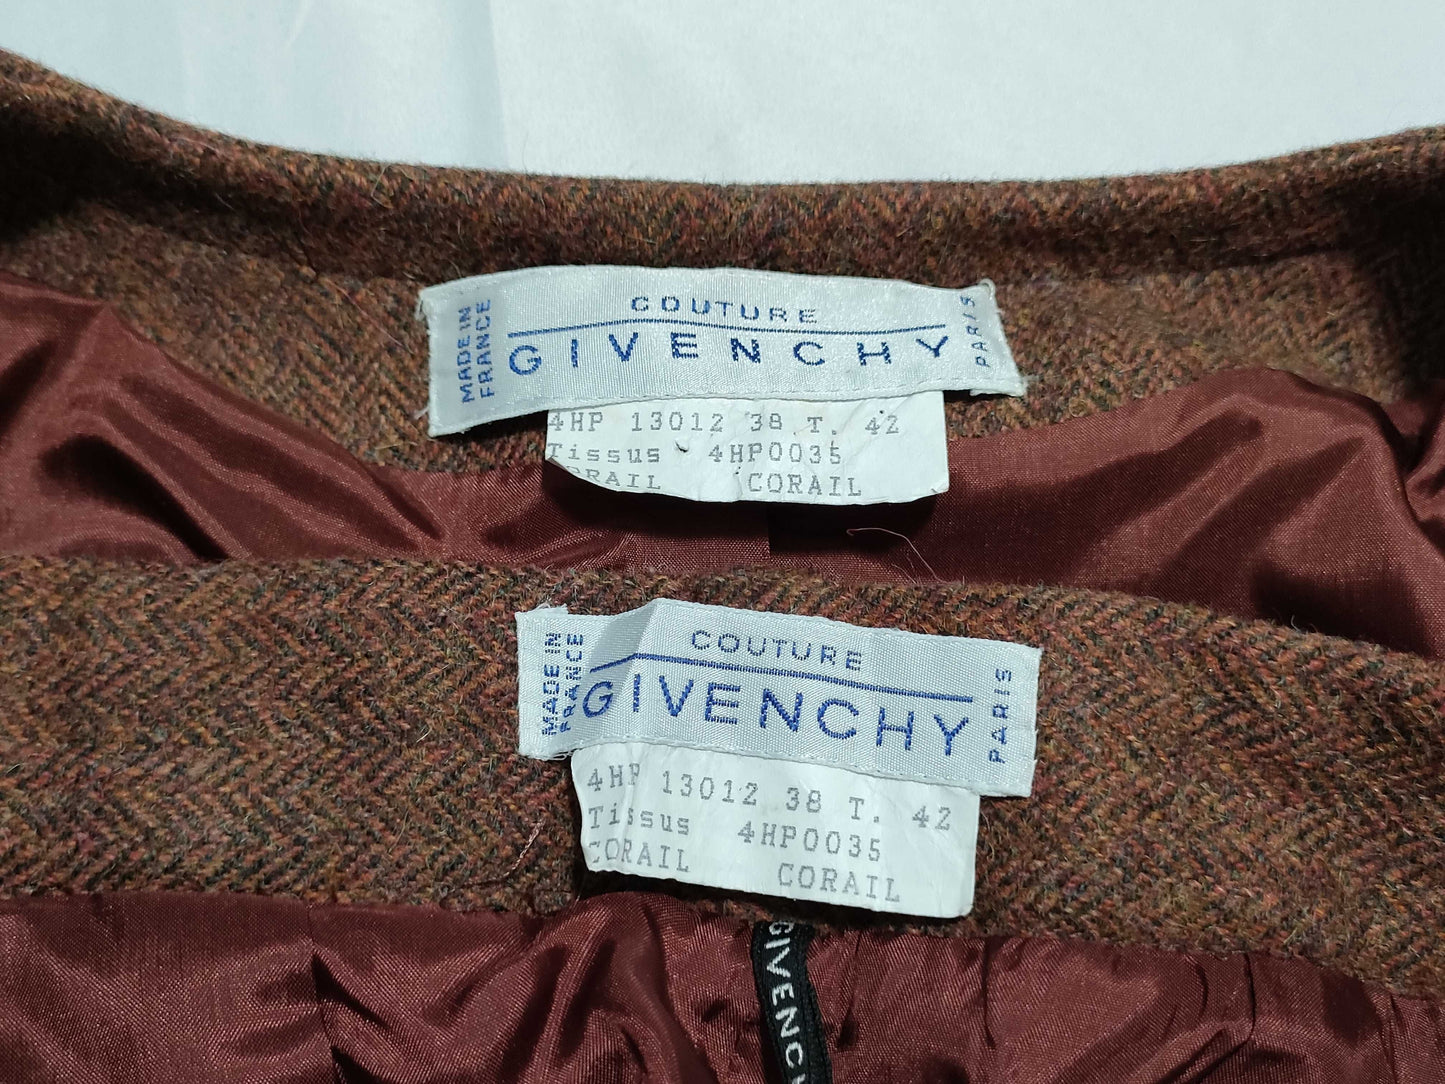 COUTURE
MADE IN
FRANCE
GIVENCHY
PARIS
4HP 13012 38 T. 42
Tissus 4HP0035
CORAIL CORAIL
COUTURE
MADE IN
FRANCE
GIVENCHY
PARIS
4HP 13012 38 T. 42
Tissus 4HP0035
CORAIL CORAIL
GIVENCH